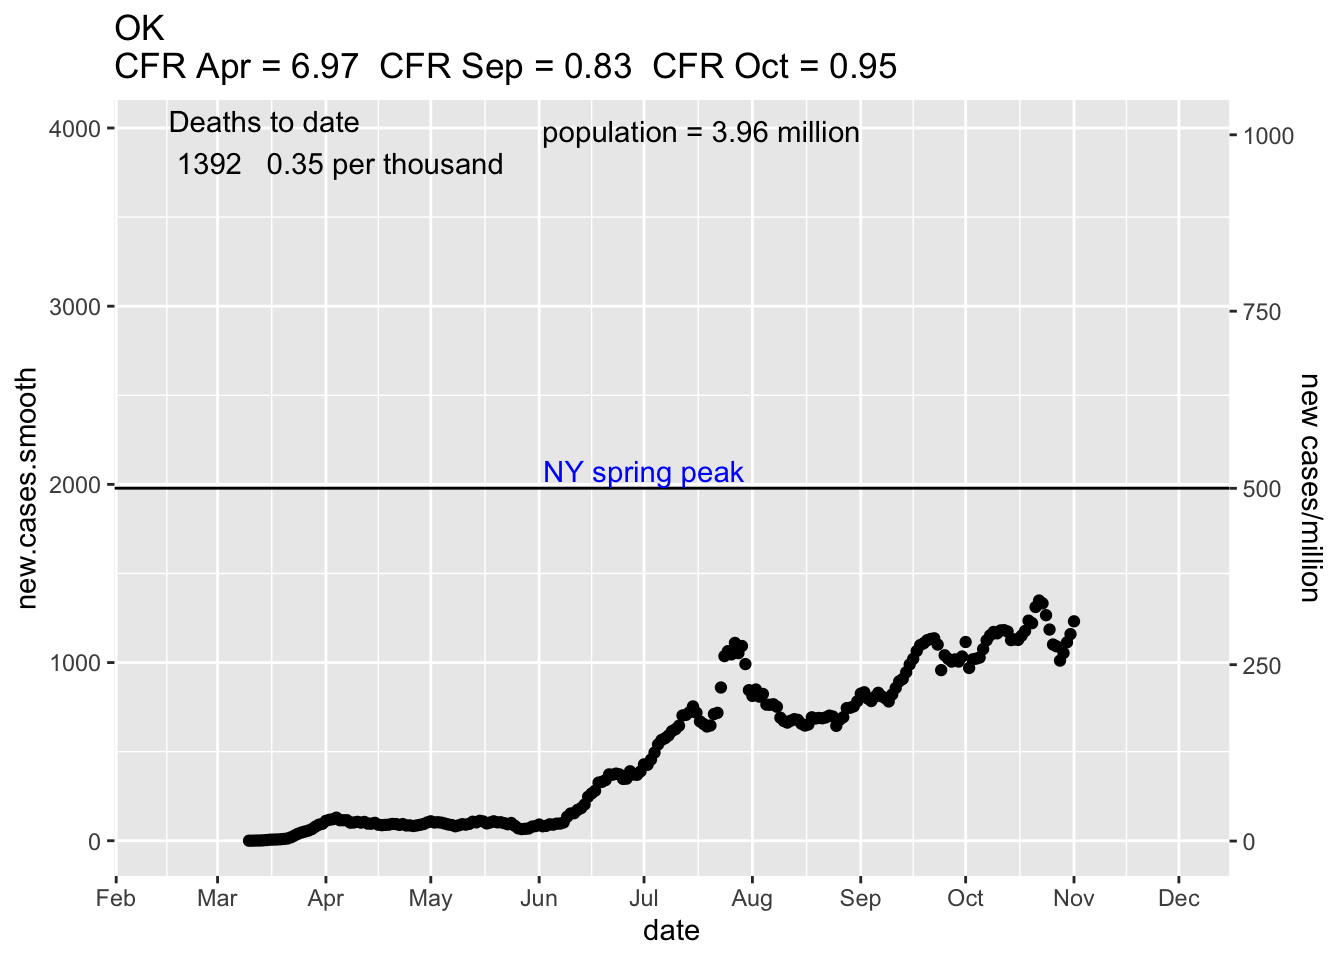 OK
CFR Apr = 6.97  CFR Sep = 0.83  CFR Oct = 0.95
Deaths to date
1392   0.35 per thousand
population = 3.96 million
NY spring peak
4000
3000
2000
1000
0
new.cases.smooth
1000
750
500
250
0
new cases/million
Feb Mar Apr May Jun Jul Aug Sep Oct Nov Dec
date